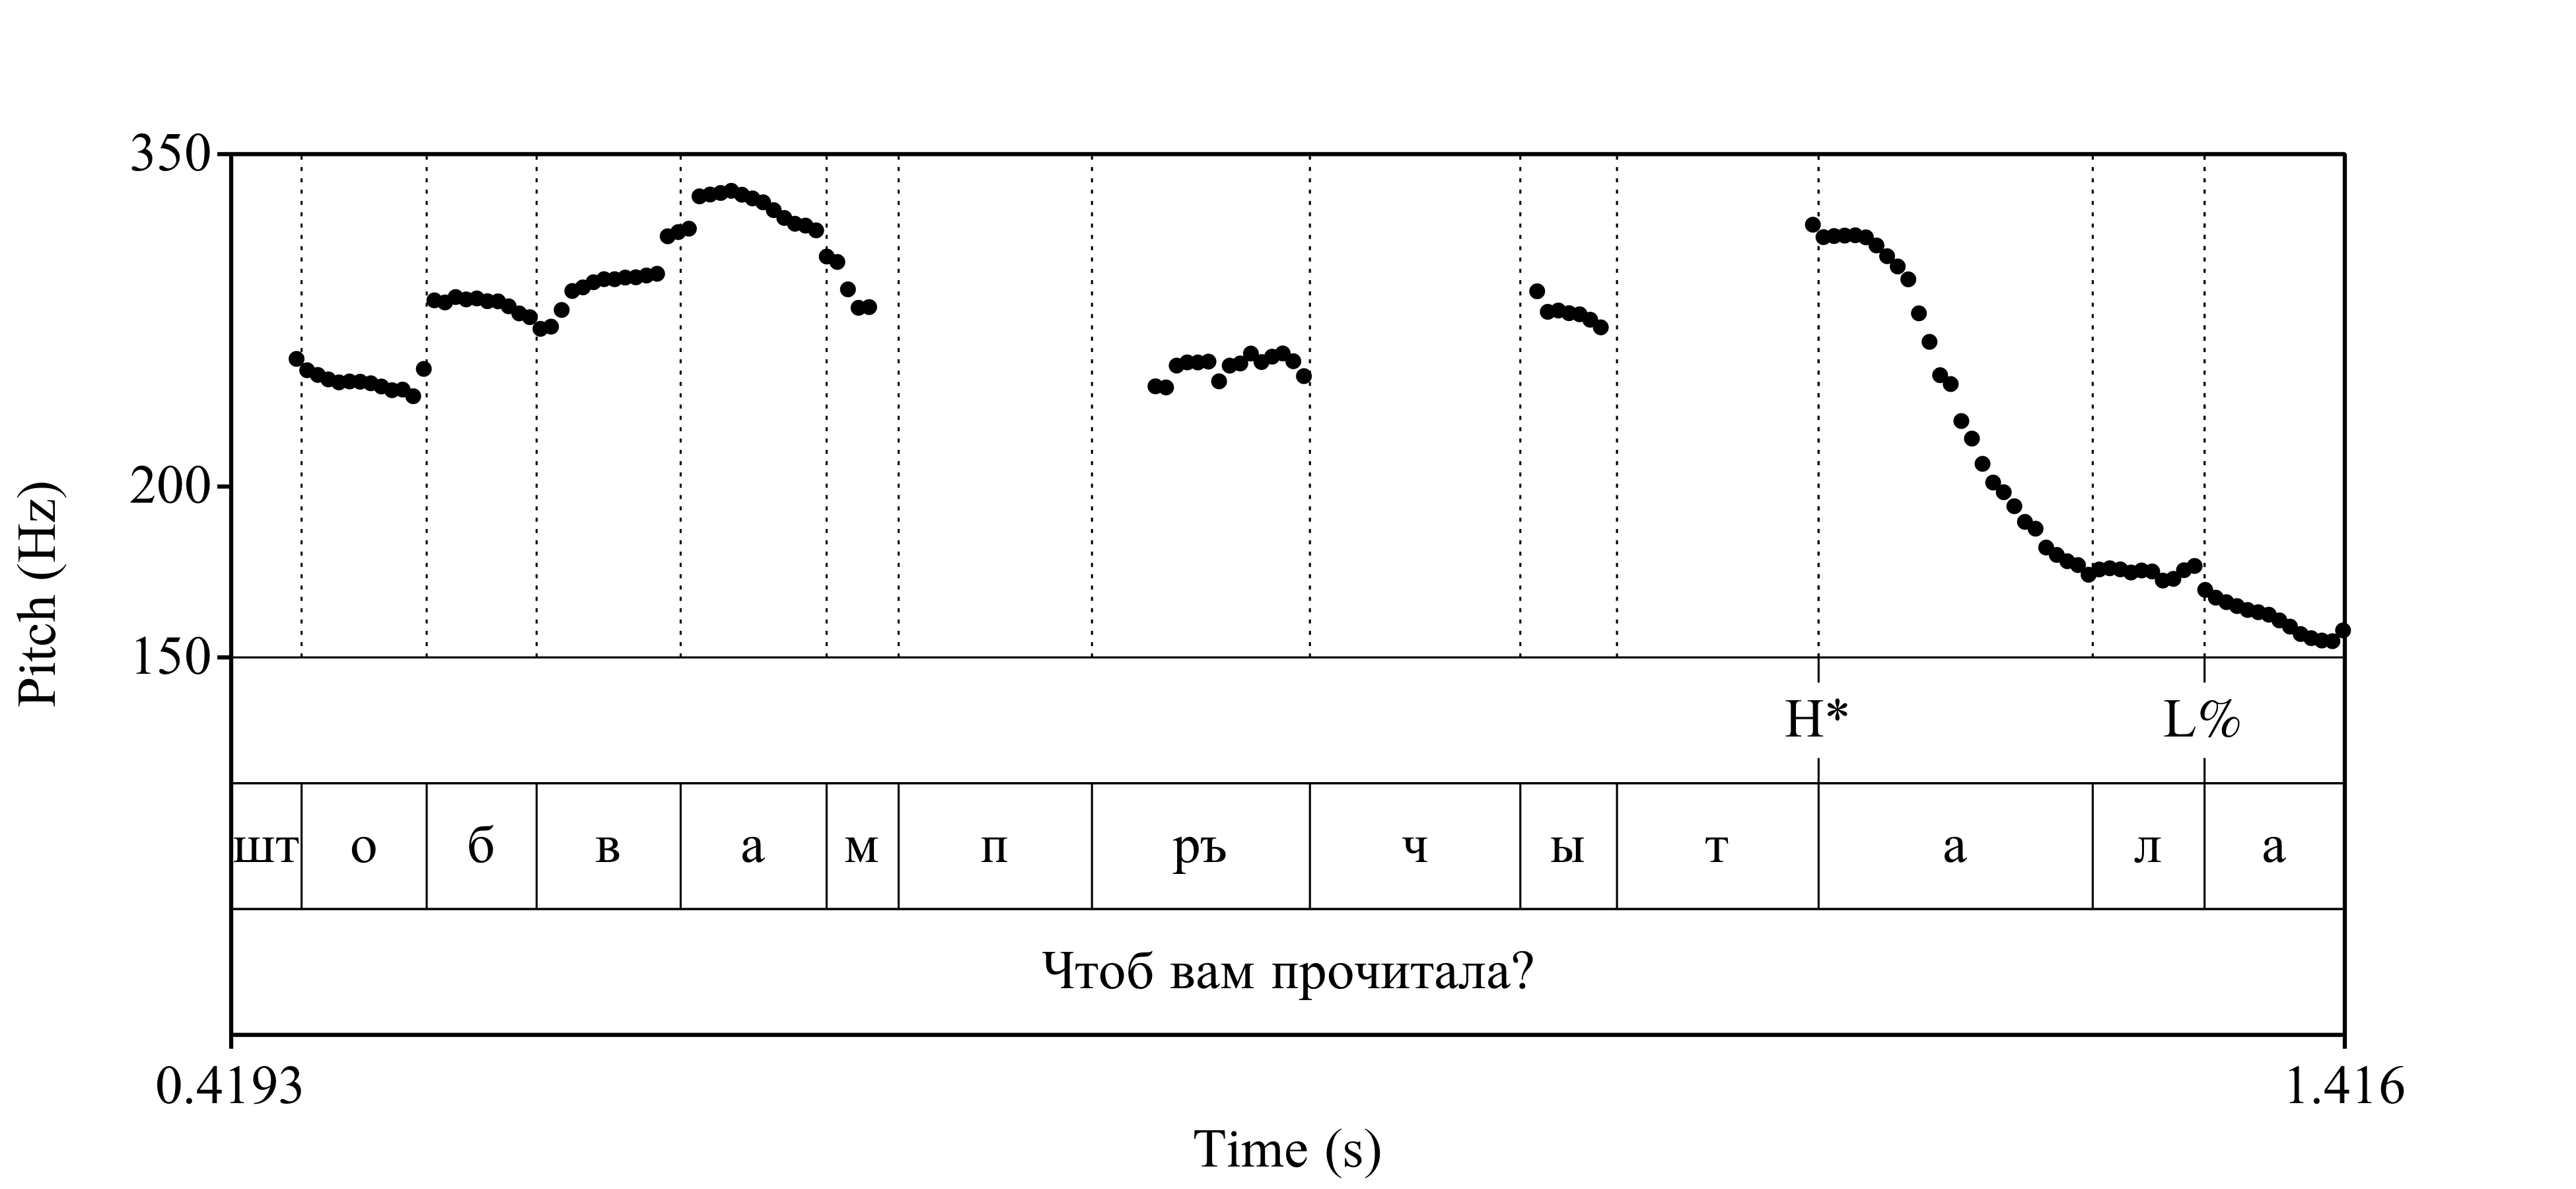 350
200
150
Pitch (Hz)
H* L%
шт о б в а м п ръ ч ы т а л а
Чтоб вам прочитала?
0.4193 1.416
Time (s)